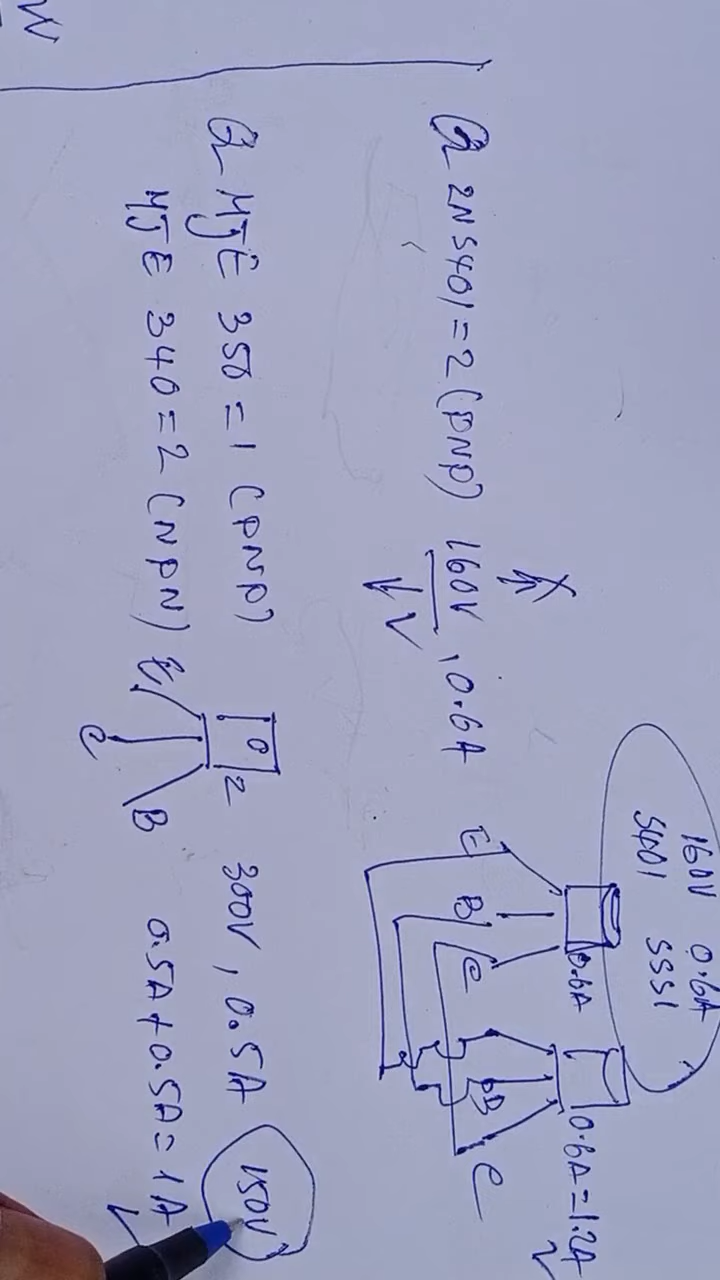 W
160V 0.6A
5401 5551
Q 2N5401 = 2 (PNP) 160V, 0.6A
0.6A
0.6A = 1.2A
E B C
B C
Q MJE 350 = 1 (PNP)
300V, 0.5A
150V
MJE 340 = 2 (NPN)
E C B
0.5A + 0.5A = 1A